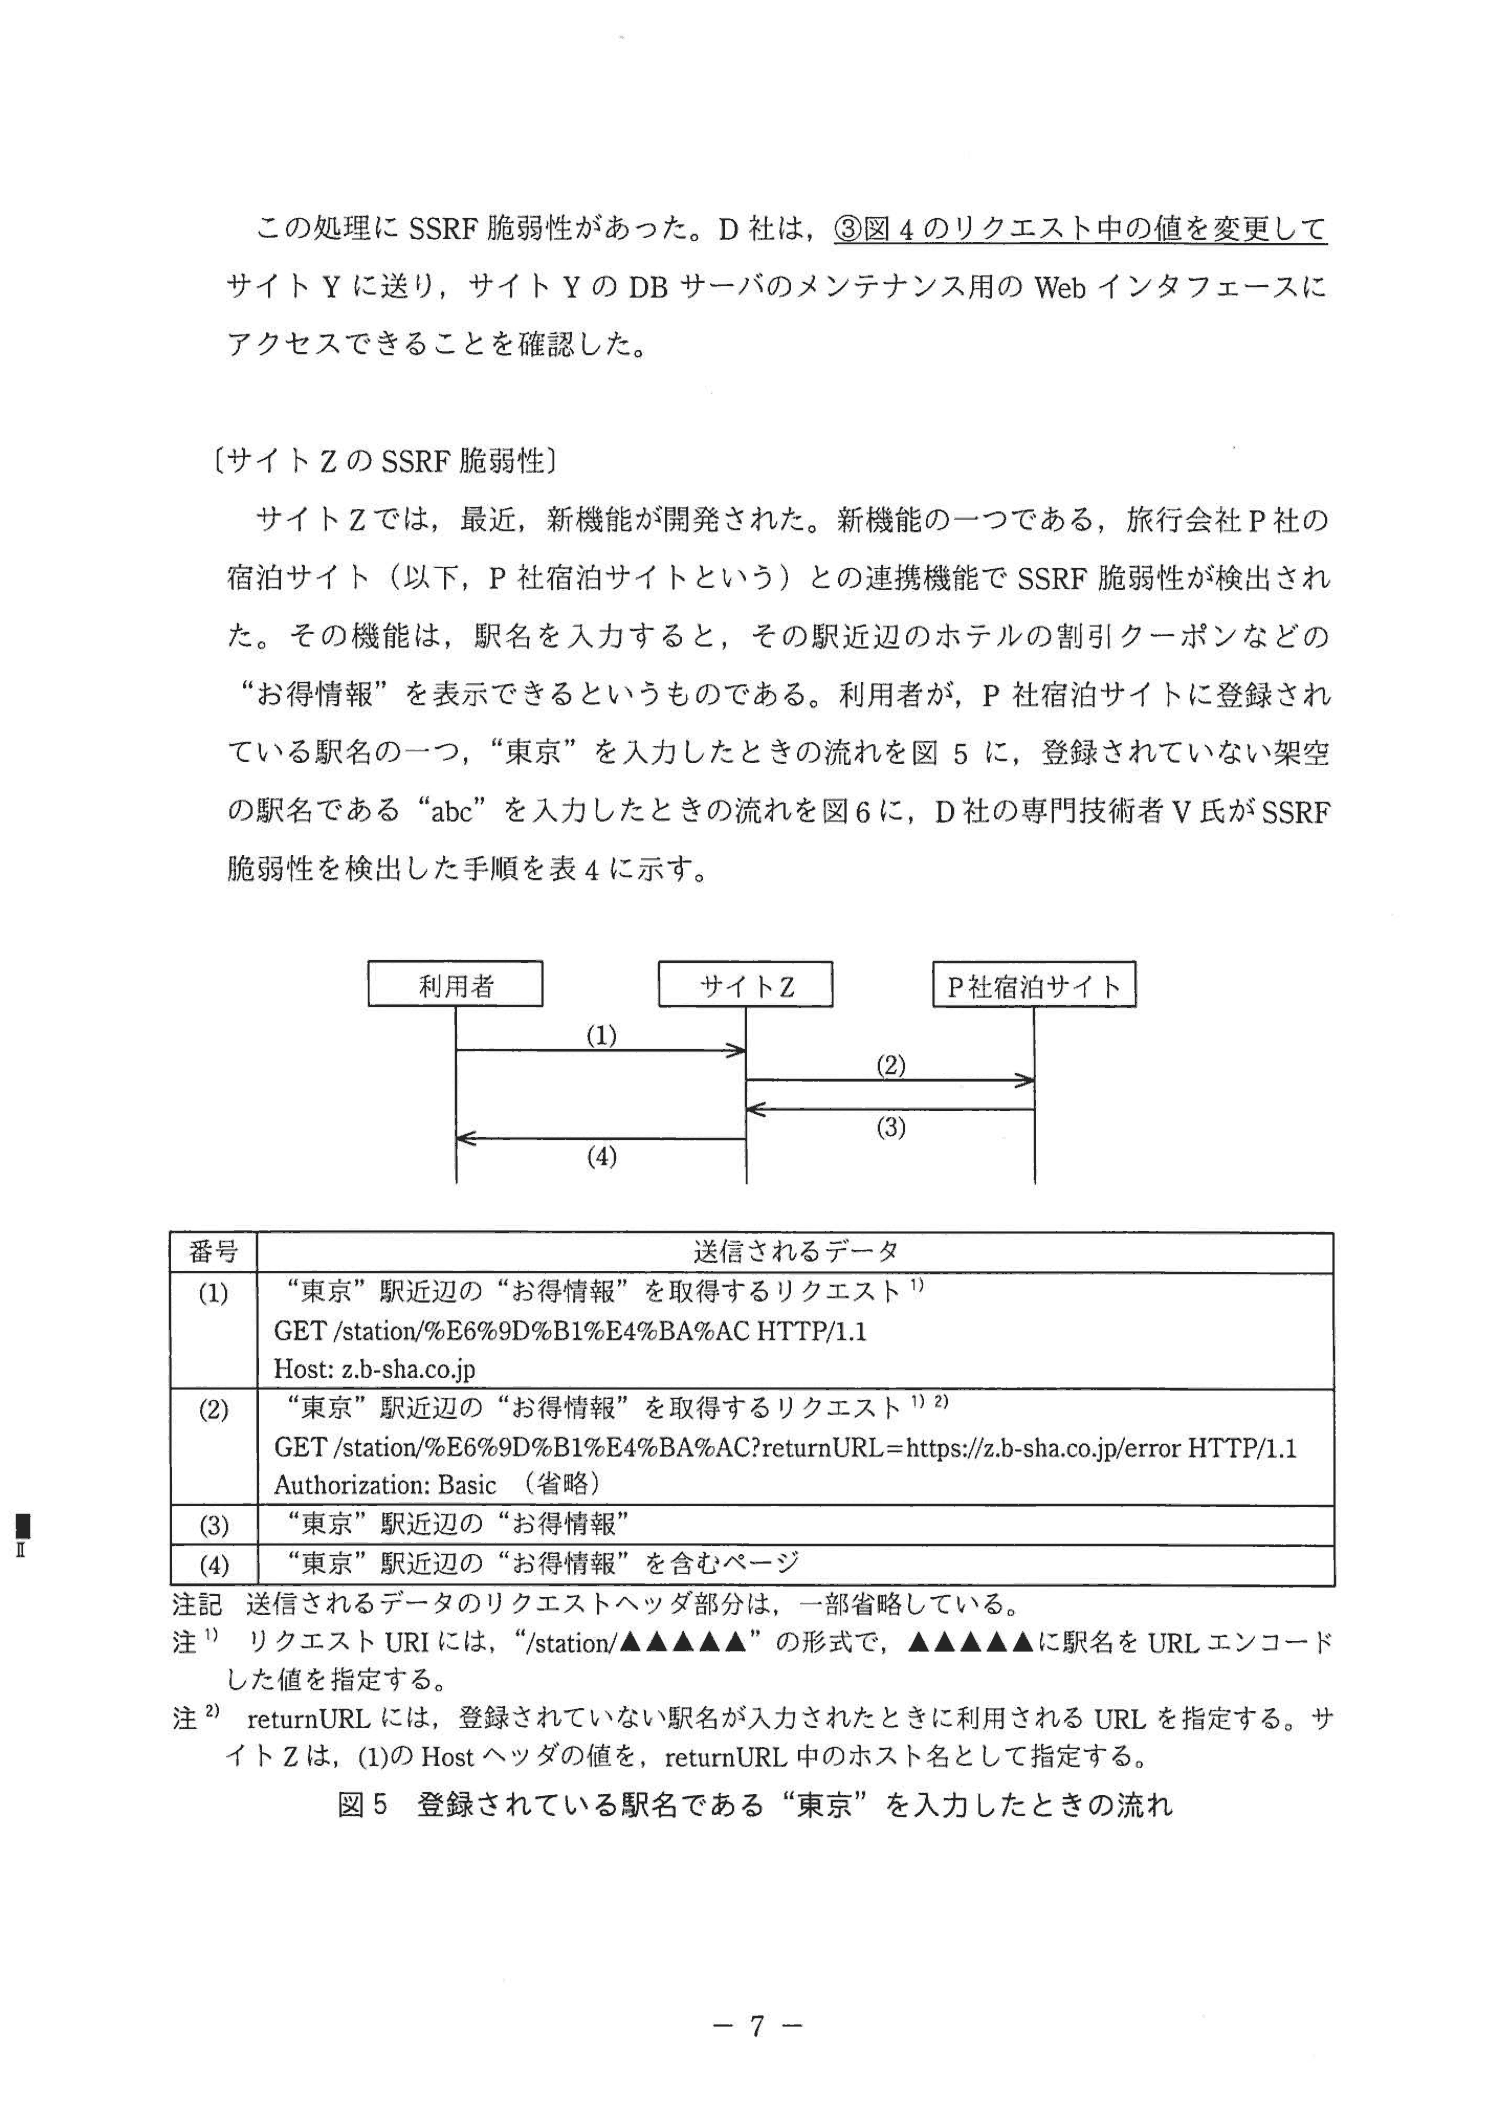 この処理に SSRF 脆弱性があった。D 社は，③図 4 のリクエスト中の値を変更して
サイト Y に送り，サイト Y の DB サーバのメンテナンス用の Web インタフェースに
アクセスできることを確認した。
〔サイト Z の SSRF 脆弱性〕
サイト Z では，最近，新機能が開発された。新機能の一つである，旅行会社 P 社の
宿泊サイト（以下，P 社宿泊サイトという）との連携機能で SSRF 脆弱性が検出され
た。その機能は，駅名を入力すると，その駅近辺のホテルの割引クーポンなどの
“お得情報” を表示できるというものである。利用者が，P 社宿泊サイトに登録され
ている駅名の一つ，“東京” を入力したときの流れを図 5 に，登録されていない架空
の駅名である “abc” を入力したときの流れを図 6 に，D 社の専門技術者 V 氏が SSRF
脆弱性を検出した手順を表 4 に示す。
利用者 サイト Z P 社宿泊サイト
(1)
(2)
(3)
(4)
番号 送信されるデータ
(1) “東京” 駅近辺の “お得情報” を取得するリクエスト 1)
GET /station/%E6%9D%B1%E4%BA%AC HTTP/1.1
Host: z.b-sha.co.jp
(2) “東京” 駅近辺の “お得情報” を取得するリクエスト 1) 2)
GET /station/%E6%9D%B1%E4%BA%AC?returnURL=https://z.b-sha.co.jp/error HTTP/1.1
Authorization: Basic （省略）
(3) “東京” 駅近辺の “お得情報”
(4) “東京” 駅近辺の “お得情報” を含むページ
注記 送信されるデータのリクエストヘッダ部分は，一部省略している。
注 1) リクエスト URI には，“/station/▲▲▲▲▲” の形式で，▲▲▲▲▲に駅名を URL エンコード
した値を指定する。
注 2) returnURL には，登録されていない駅名が入力されたときに利用される URL を指定する。サ
イト Z は，(1)の Host ヘッダの値を，returnURL 中のホスト名として指定する。
図 5 登録されている駅名である “東京” を入力したときの流れ
Ⅱ
－ 7 －